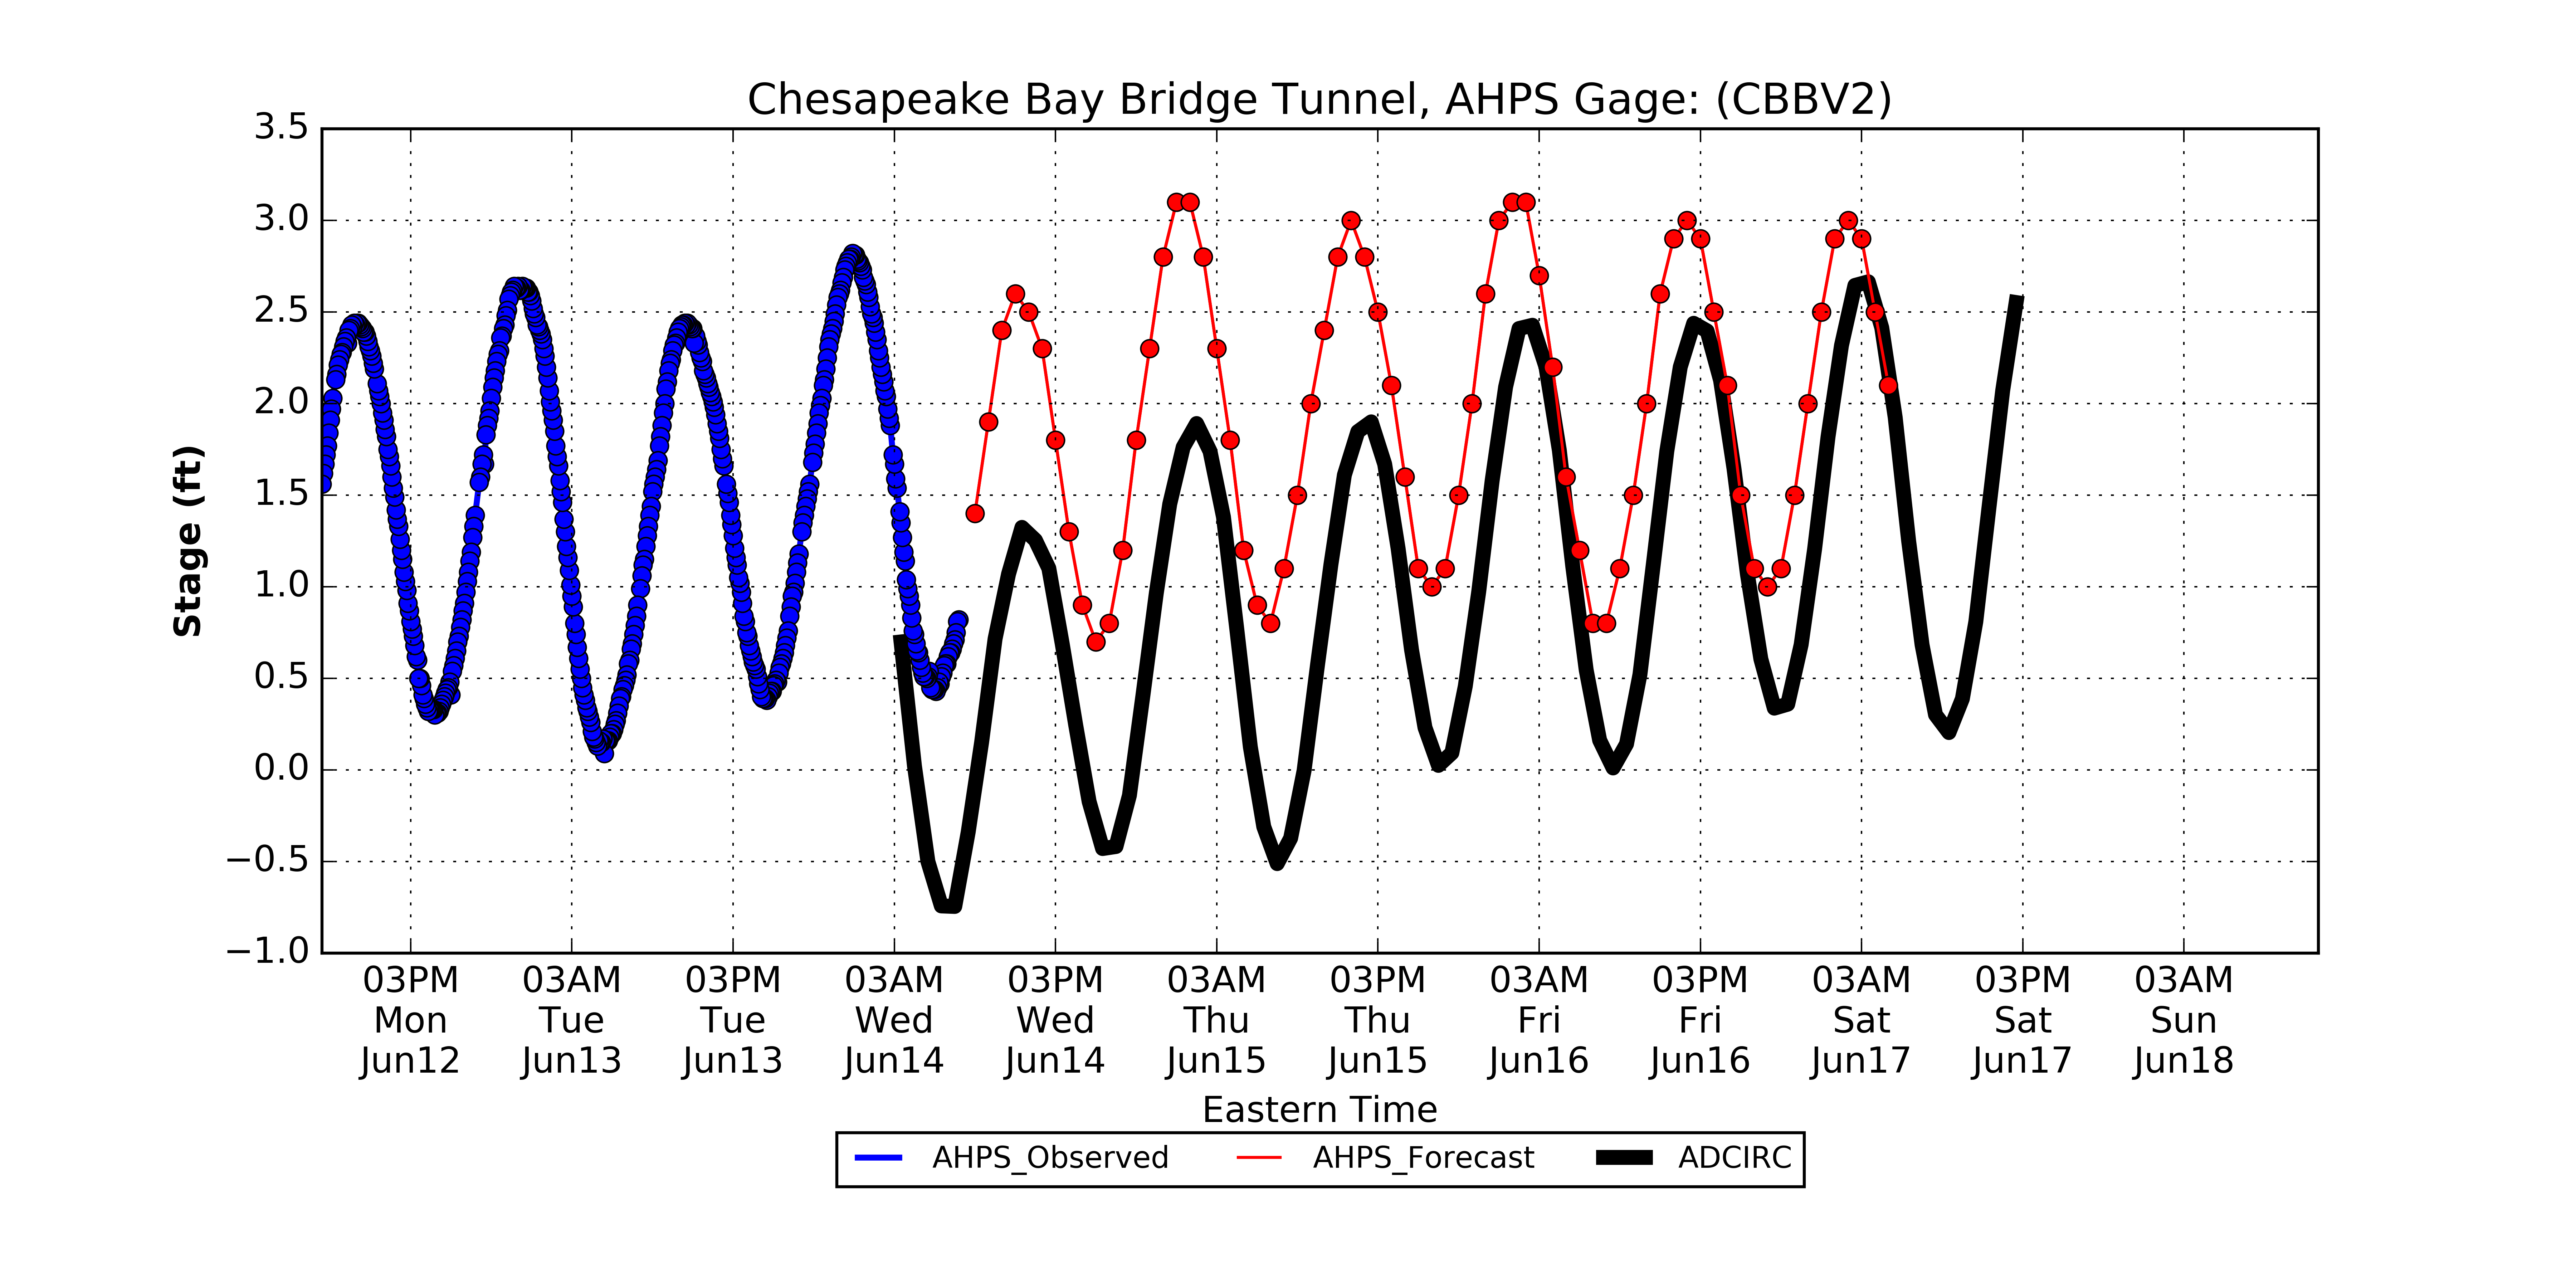 Chesapeake Bay Bridge Tunnel, AHPS Gage: (CBBV2)
3.5
3.0
2.5
2.0
1.5
1.0
0.5
0.0
−0.5
−1.0
Stage (ft)
03PM 03AM 03PM 03AM 03PM 03AM 03PM 03AM 03PM 03AM 03PM 03AM
Mon Tue Tue Wed Wed Thu Thu Fri Fri Sat Sat Sun
Jun12 Jun13 Jun13 Jun14 Jun14 Jun15 Jun15 Jun16 Jun16 Jun17 Jun17 Jun18
Eastern Time
AHPS_Observed AHPS_Forecast ADCIRC